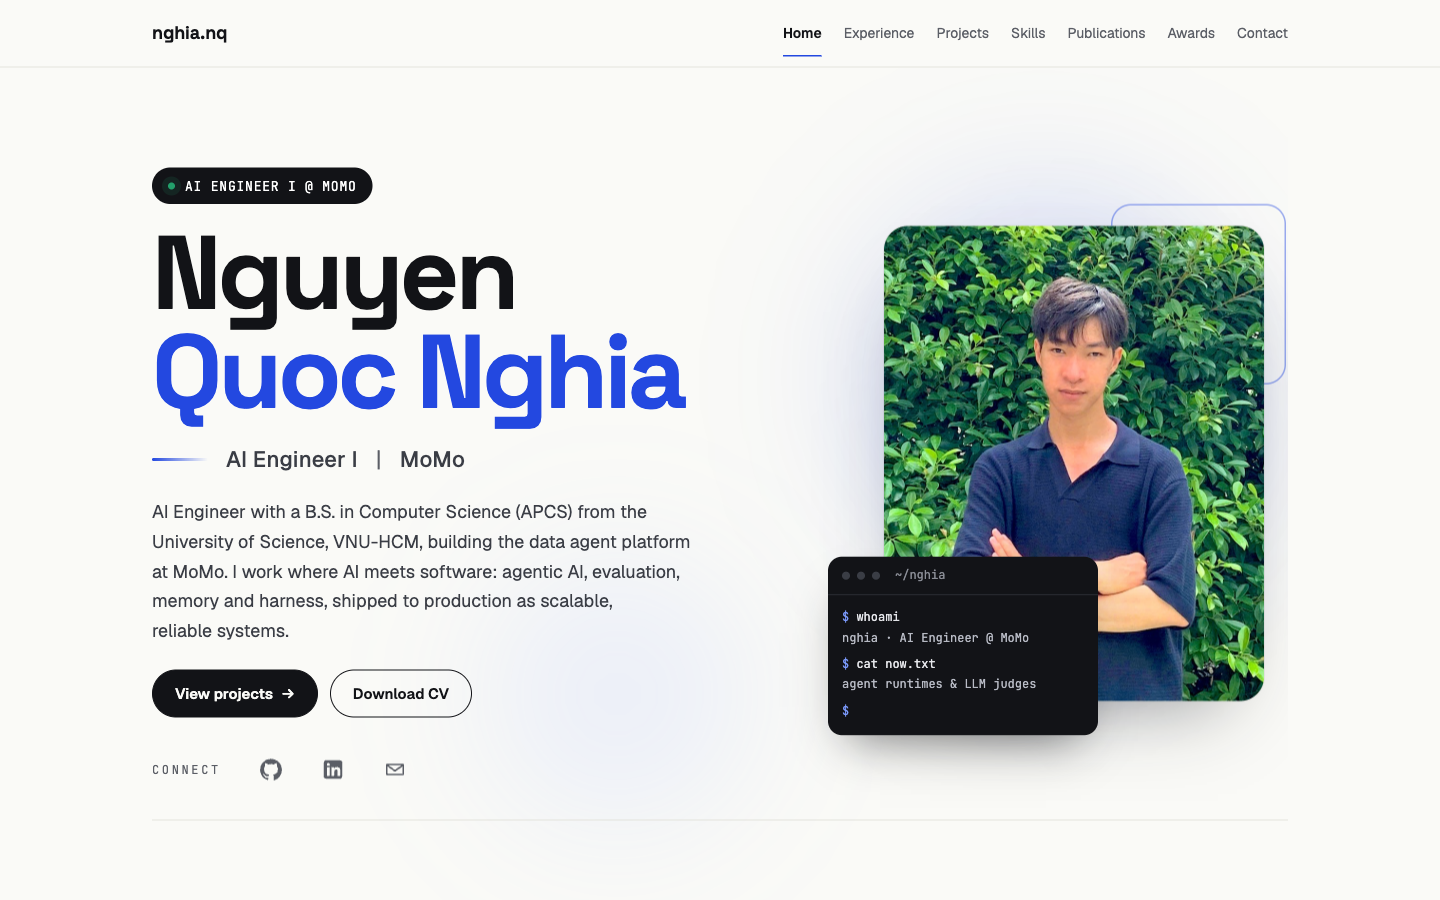 nghia.nq
Home Experience Projects Skills Publications Awards Contact
AI ENGINEER I @ MOMO
Nguyen
Quoc Nghia
AI Engineer I | MoMo
AI Engineer with a B.S. in Computer Science (APCS) from the
University of Science, VNU-HCM, building the data agent platform
at MoMo. I work where AI meets software: agentic AI, evaluation,
memory and harness, shipped to production as scalable,
reliable systems.
View projects →
Download CV
CONNECT
in
~/nghia
$ whoami
nghia · AI Engineer @ MoMo
$ cat now.txt
agent runtimes & LLM judges
$